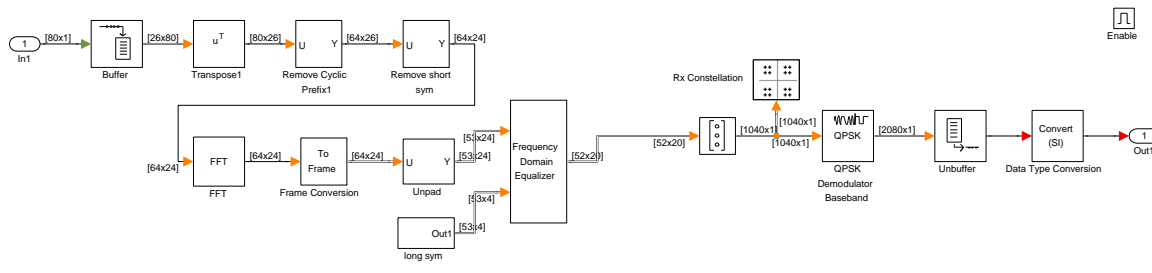 1
In1
[80x1]
Buffer
[26x80]
u^T
Transpose1
[80x26]
U
Y
Remove Cyclic
Prefix1
[64x26]
U
Y
Remove short
sym
[64x24]
[64x24]
FFT
FFT
[64x24]
To
Frame
Frame Conversion
[64x24]
U
Y
Unpad
[53x24]
[53x24]
Out1
long sym
[53x4]
[53x4]
Frequency
Domain
Equalizer
[52x20]
[52x20]
[1040x1]
Rx Constellation
[1040x1]
[1040x1]
QPSK
QPSK
Demodulator
Baseband
[2080x1]
Unbuffer
Convert
(SI)
Data Type Conversion
1
Out1
Enable